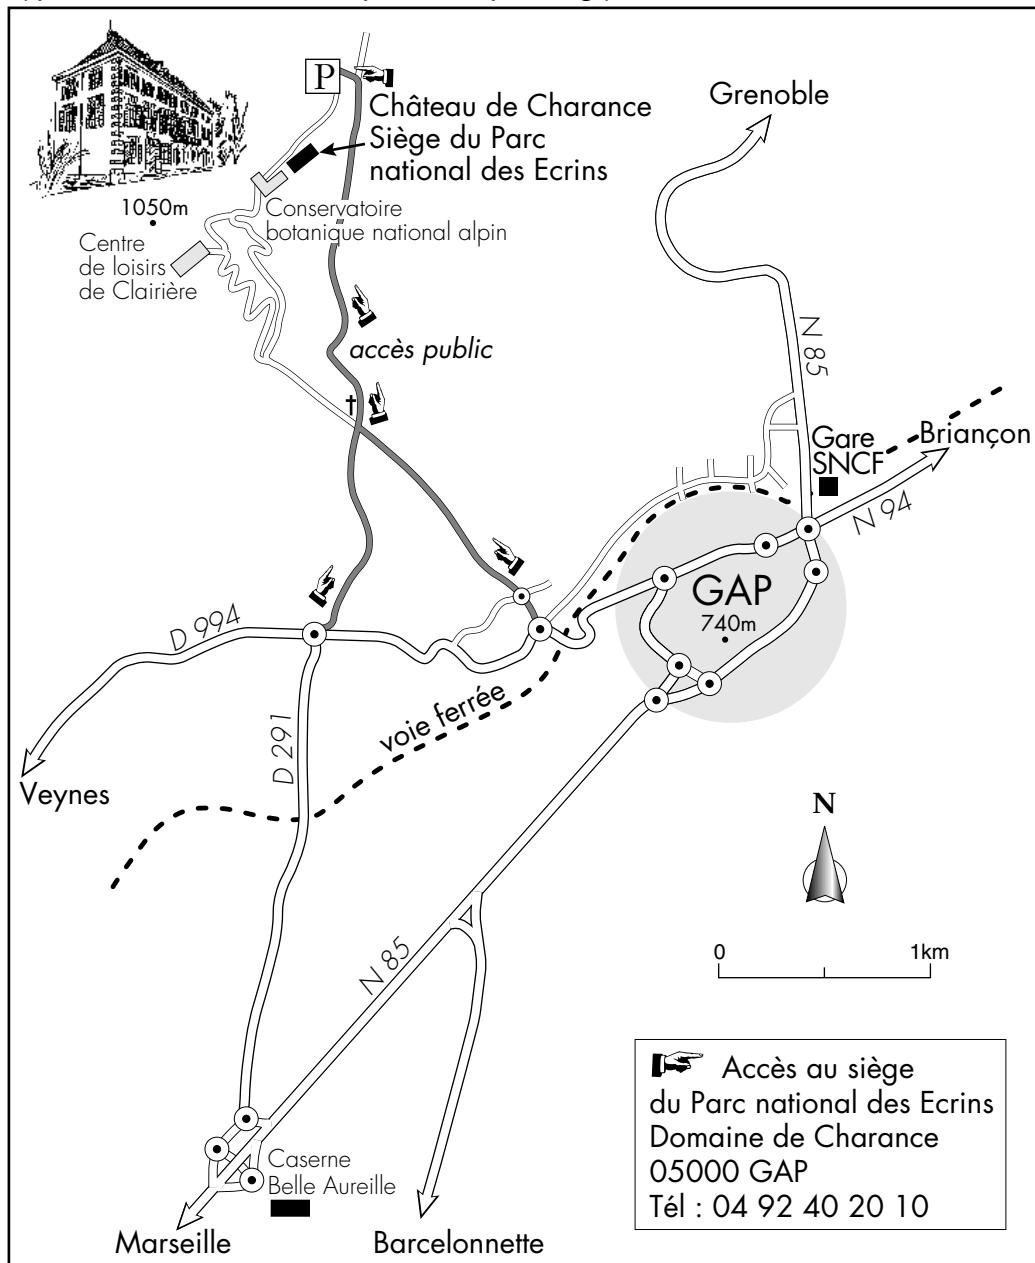 P
Château de Charance
Siège du Parc
national des Ecrins
Grenoble
1050m
Conservatoire
botanique national alpin
Centre
de loisirs
de Clairière
accès public
N 85
Gare
SNCF
Briançon
N 94
GAP
740m
D 994
D 291
voie ferrée
Veynes
N
0 1km
N 85
Caserne
Belle Aureille
Marseille
Barcelonnette
Accès au siège
du Parc national des Ecrins
Domaine de Charance
05000 GAP
Tél : 04 92 40 20 10